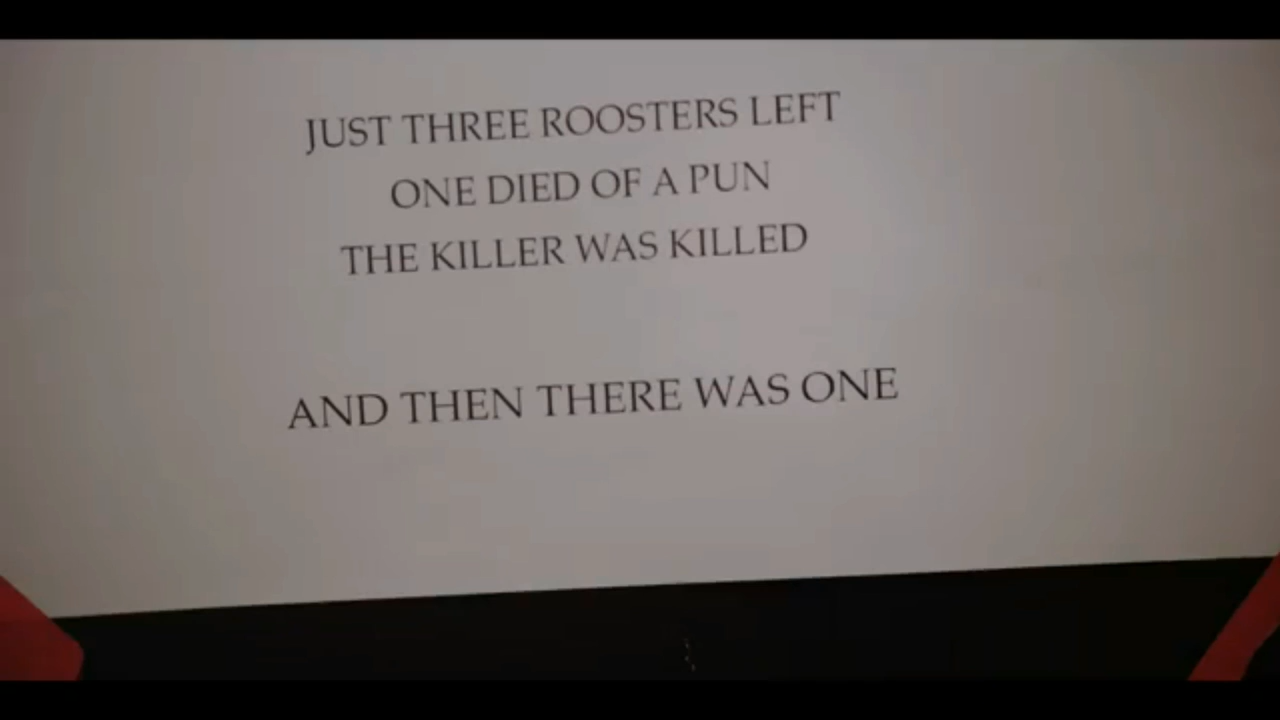 JUST THREE ROOSTERS LEFT
ONE DIED OF A PUN
THE KILLER WAS KILLED
AND THEN THERE WAS ONE